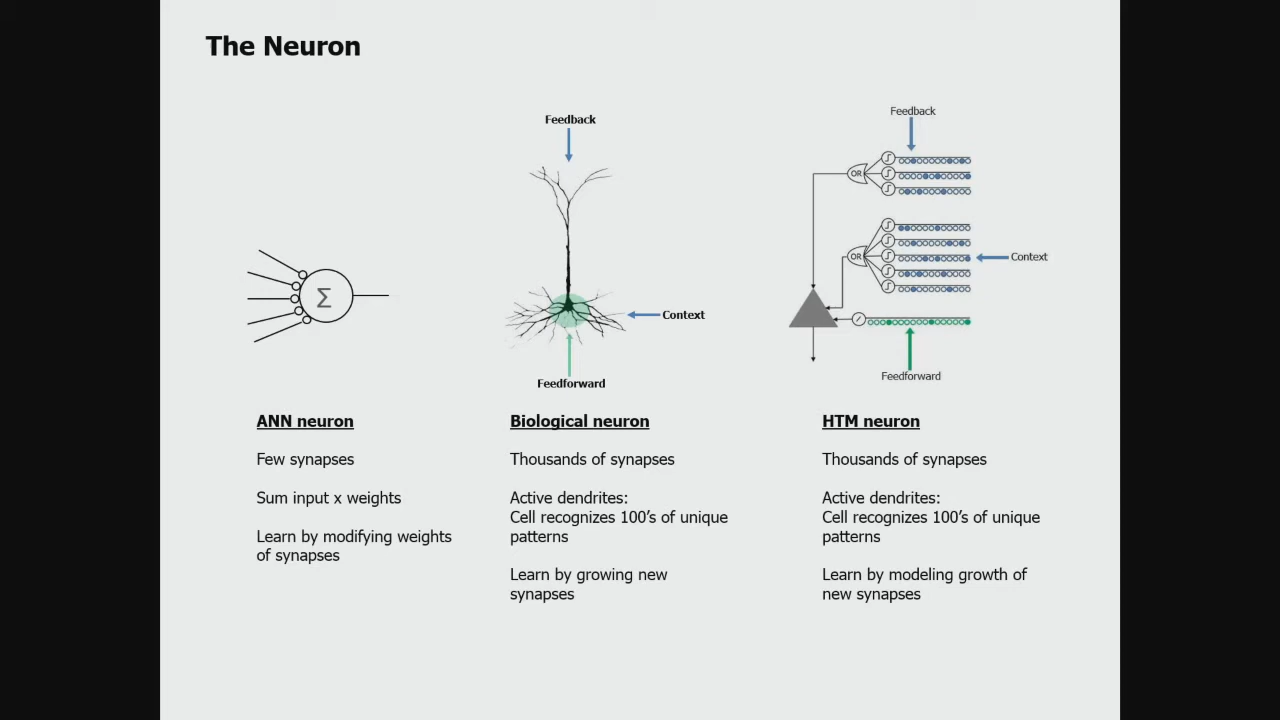 The Neuron
Feedback
Context
Feedforward
Σ
Feedback
OR
OR
Context
Feedforward
ANN neuron
Few synapses
Sum input x weights
Learn by modifying weights
of synapses
Biological neuron
Thousands of synapses
Active dendrites:
Cell recognizes 100's of unique
patterns
Learn by growing new
synapses
HTM neuron
Thousands of synapses
Active dendrites:
Cell recognizes 100's of unique
patterns
Learn by modeling growth of
new synapses